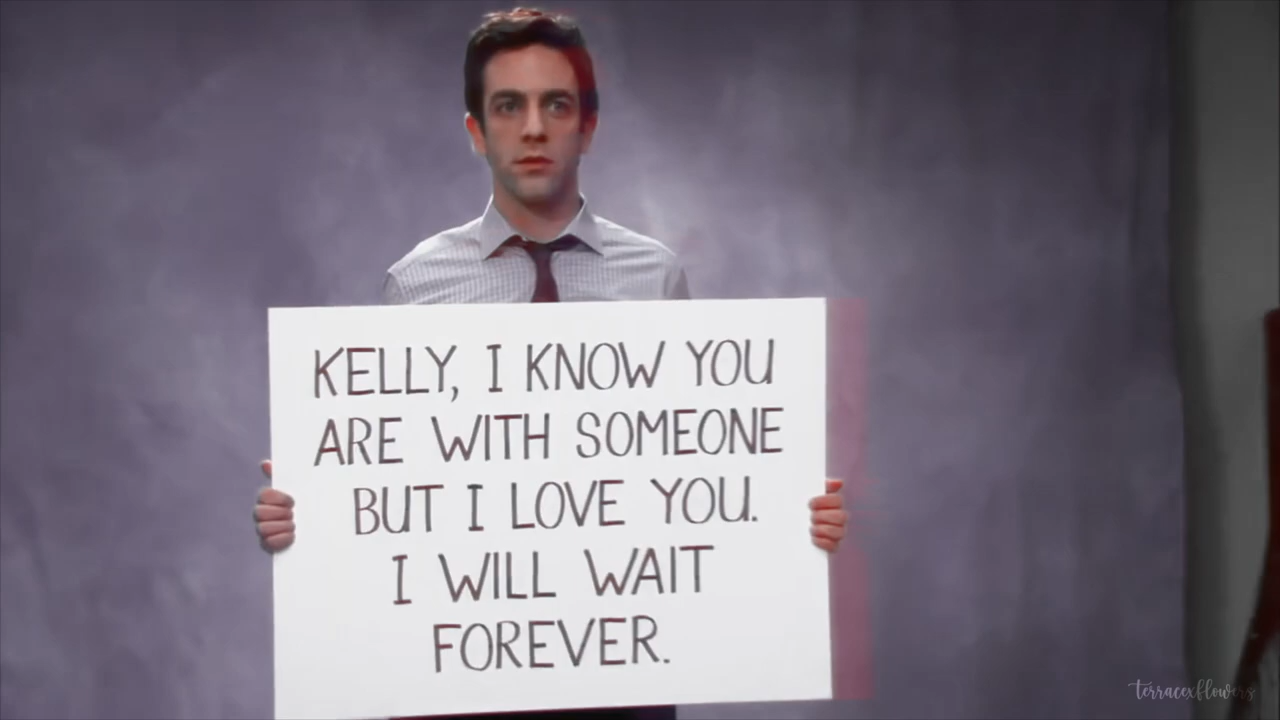 KELLY, I KNOW YOU
ARE WITH SOMEONE
BUT I LOVE YOU.
I WILL WAIT
FOREVER.
terracexflowers